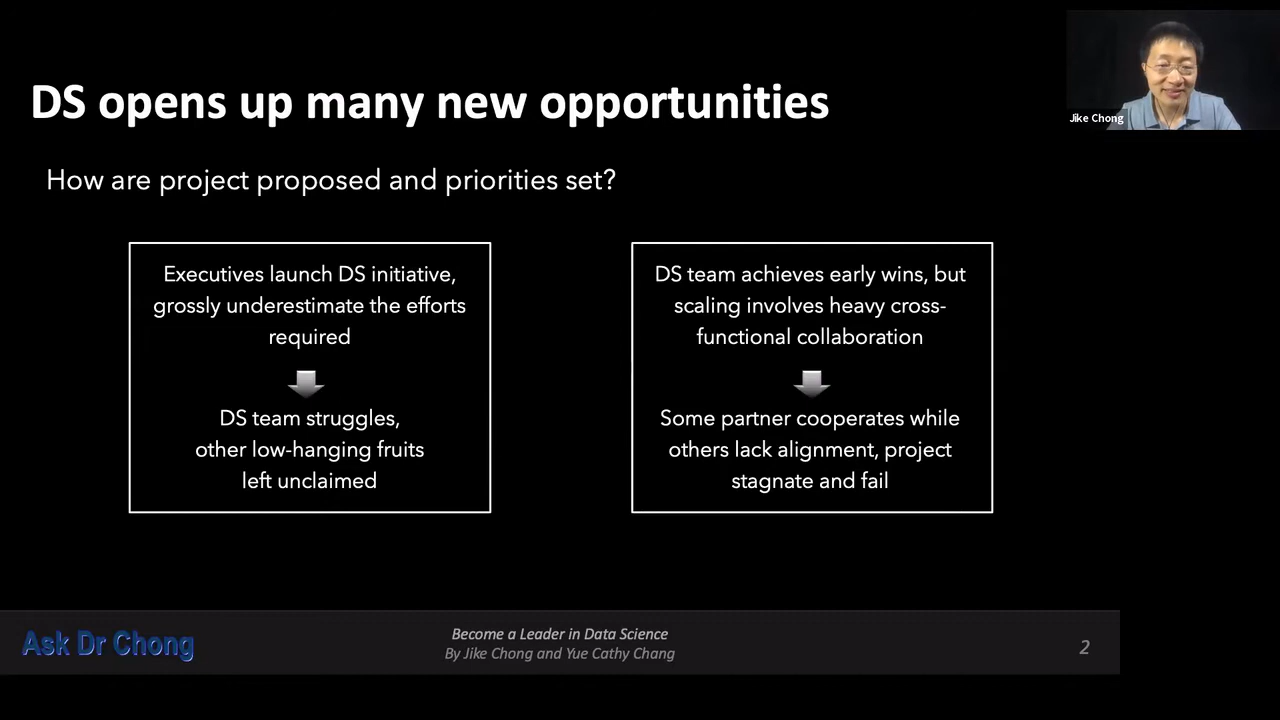 DS opens up many new opportunities
Jike Chong
How are project proposed and priorities set?
Executives launch DS initiative,
grossly underestimate the efforts
required
DS team struggles,
other low-hanging fruits
left unclaimed
DS team achieves early wins, but
scaling involves heavy cross-
functional collaboration
Some partner cooperates while
others lack alignment, project
stagnate and fail
Ask Dr Chong
Become a Leader in Data Science
By Jike Chong and Yue Cathy Chang
2